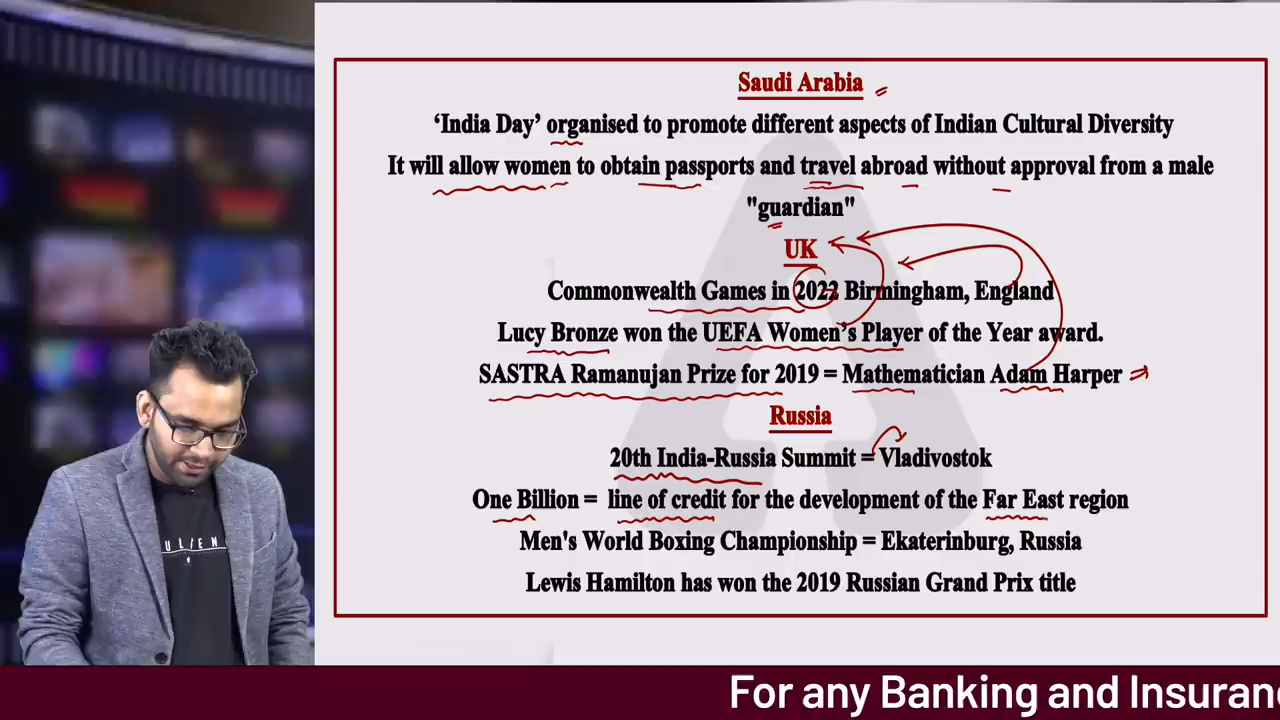 Saudi Arabia
‘India Day’ organised to promote different aspects of Indian Cultural Diversity
It will allow women to obtain passports and travel abroad without approval from a male
"guardian"
UK
Commonwealth Games in 2022 Birmingham, England
Lucy Bronze won the UEFA Women’s Player of the Year award.
SASTRA Ramanujan Prize for 2019 = Mathematician Adam Harper
Russia
20th India-Russia Summit = Vladivostok
One Billion = line of credit for the development of the Far East region
Men's World Boxing Championship = Ekaterinburg, Russia
Lewis Hamilton has won the 2019 Russian Grand Prix title
For any Banking and Insuran